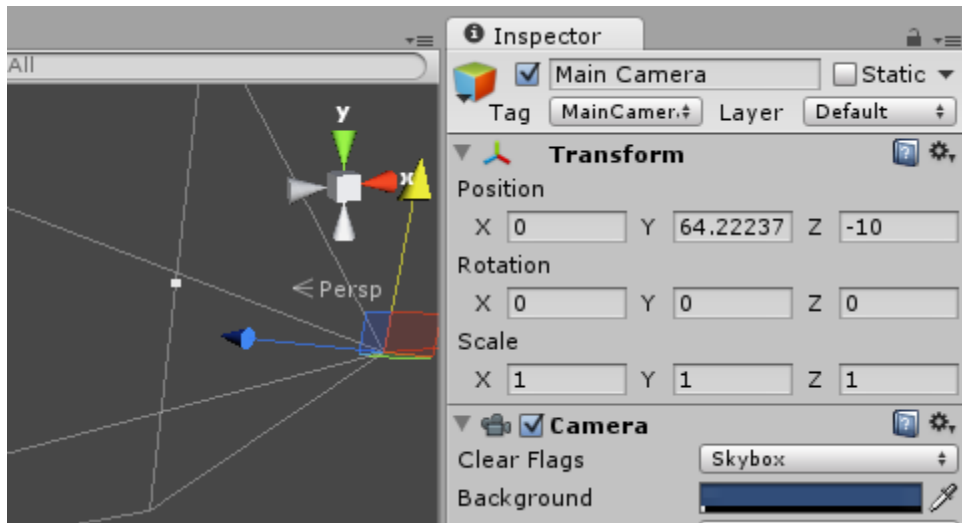 Inspector
All
Main Camera Static
Tag MainCamer Layer Default
y
x
Persp
Transform
Position
X 0 Y 64.22237 Z -10
Rotation
X 0 Y 0 Z 0
Scale
X 1 Y 1 Z 1
Camera
Clear Flags Skybox
Background